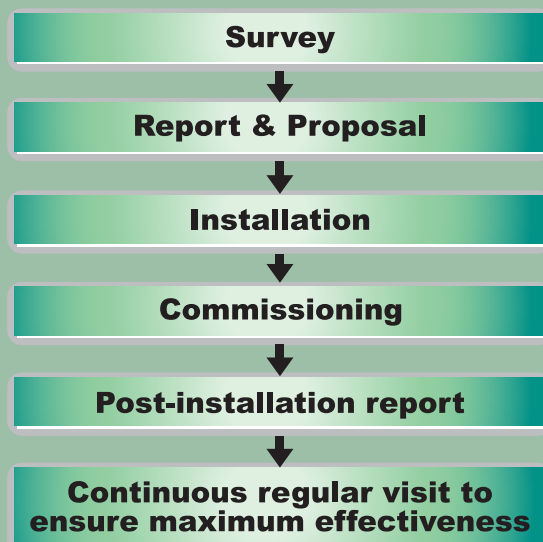 Survey
Report & Proposal
Installation
Commissioning
Post-installation report
Continuous regular visit to
ensure maximum effectiveness